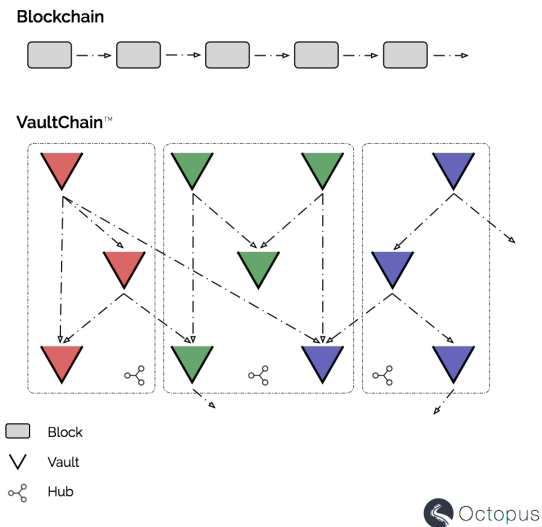 Blockchain
VaultChain™
Block
Vault
Hub
Octopus